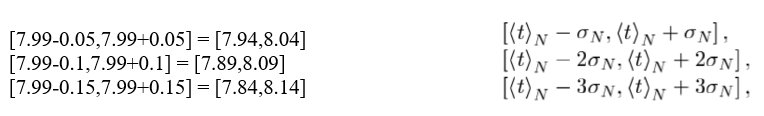 [7.99-0.05,7.99+0.05] = [7.94,8.04]
[7.99-0.1,7.99+0.1] = [7.89,8.09]
[7.99-0.15,7.99+0.15] = [7.84,8.14]
[⟨t⟩_N − σ_N, ⟨t⟩_N + σ_N] ,
[⟨t⟩_N − 2σ_N, ⟨t⟩_N + 2σ_N] ,
[⟨t⟩_N − 3σ_N, ⟨t⟩_N + 3σ_N] ,